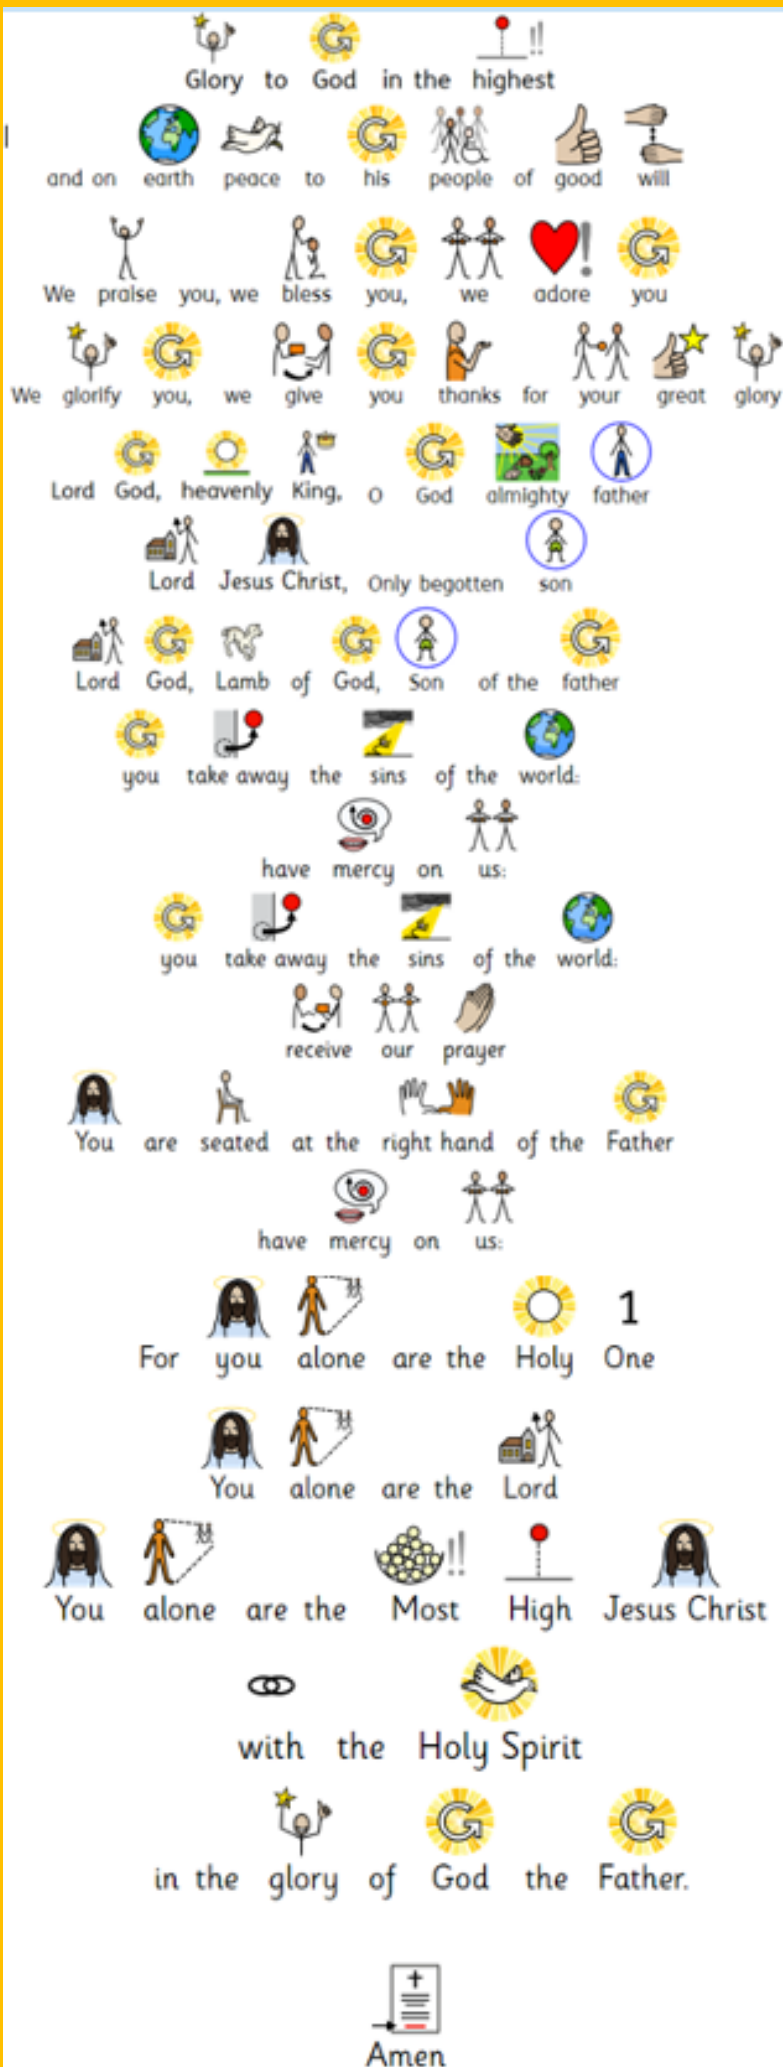 Glory to God in the highest
and on earth peace to his people of good will
We praise you, we bless you, we adore you
We glorify you, we give you thanks for your great glory
Lord God, heavenly King, O God almighty father
Lord Jesus Christ, Only begotten son
Lord God, Lamb of God, Son of the father
you take away the sins of the world:
have mercy on us:
you take away the sins of the world:
receive our prayer
You are seated at the right hand of the Father
have mercy on us:
1
For you alone are the Holy One
You alone are the Lord
You alone are the Most High Jesus Christ
with the Holy Spirit
in the glory of God the Father.
Amen